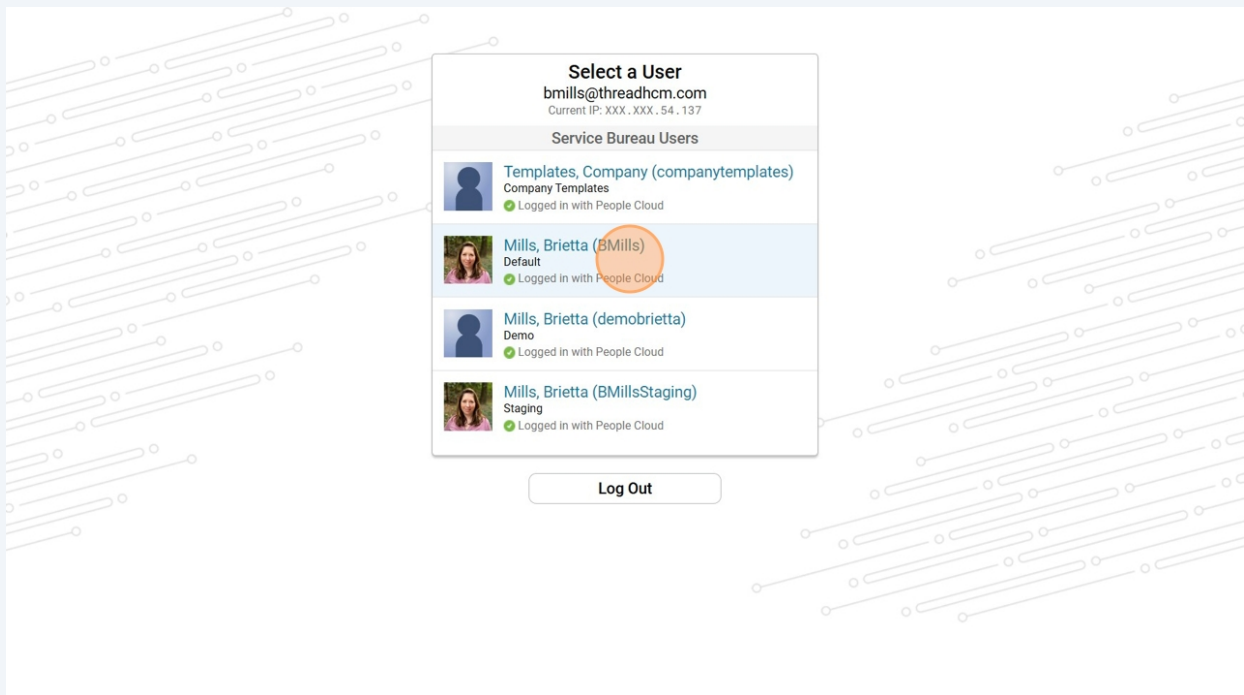 Select a User
bmills@threadhcm.com
Current IP: XXX.XXX.54.137
Service Bureau Users
Templates, Company (companytemplates)
Company Templates
Logged in with People Cloud
Mills, Brietta (BMills)
Default
Logged in with People Cloud
Mills, Brietta (demobrietta)
Demo
Logged in with People Cloud
Mills, Brietta (BMillsStaging)
Staging
Logged in with People Cloud
Log Out